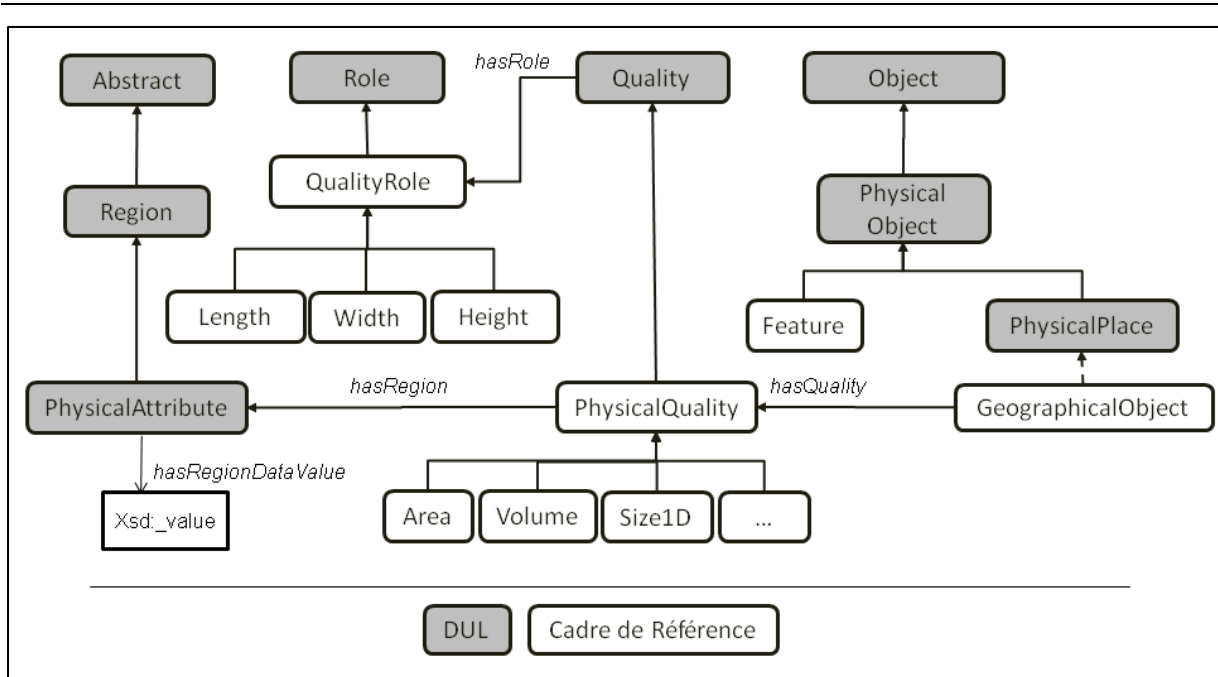 Abstract
Role
hasRole
Quality
Object
QualityRole
Region
Physical
Object
Length
Width
Height
Feature
PhysicalPlace
PhysicalAttribute
hasRegion
PhysicalQuality
hasQuality
GeographicalObject
hasRegionDataValue
Xsd:_value
Area
Volume
Size1D
...
DUL
Cadre de Référence